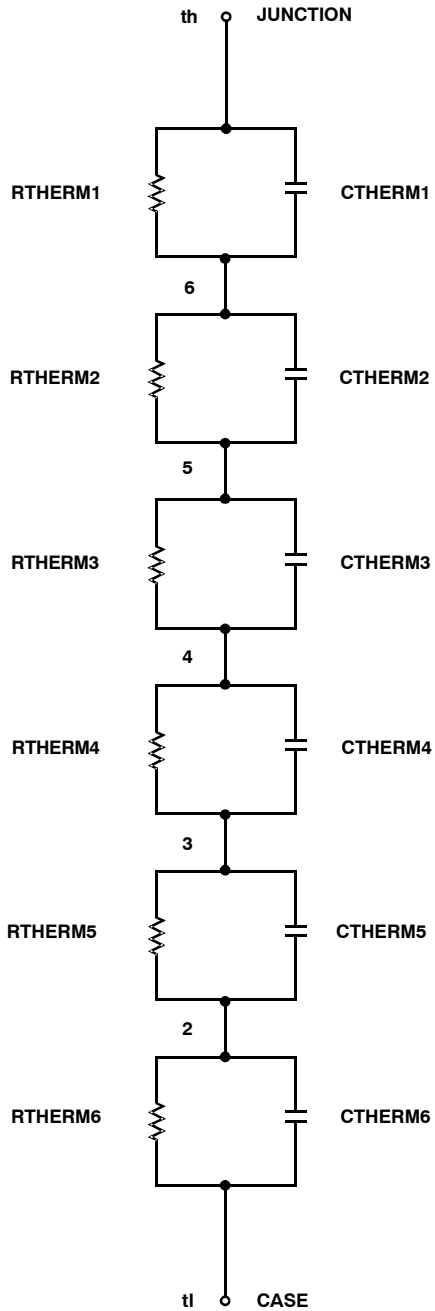 th JUNCTION
RTHERM1 CTHERM1
6
RTHERM2 CTHERM2
5
RTHERM3 CTHERM3
4
RTHERM4 CTHERM4
3
RTHERM5 CTHERM5
2
RTHERM6 CTHERM6
tl CASE